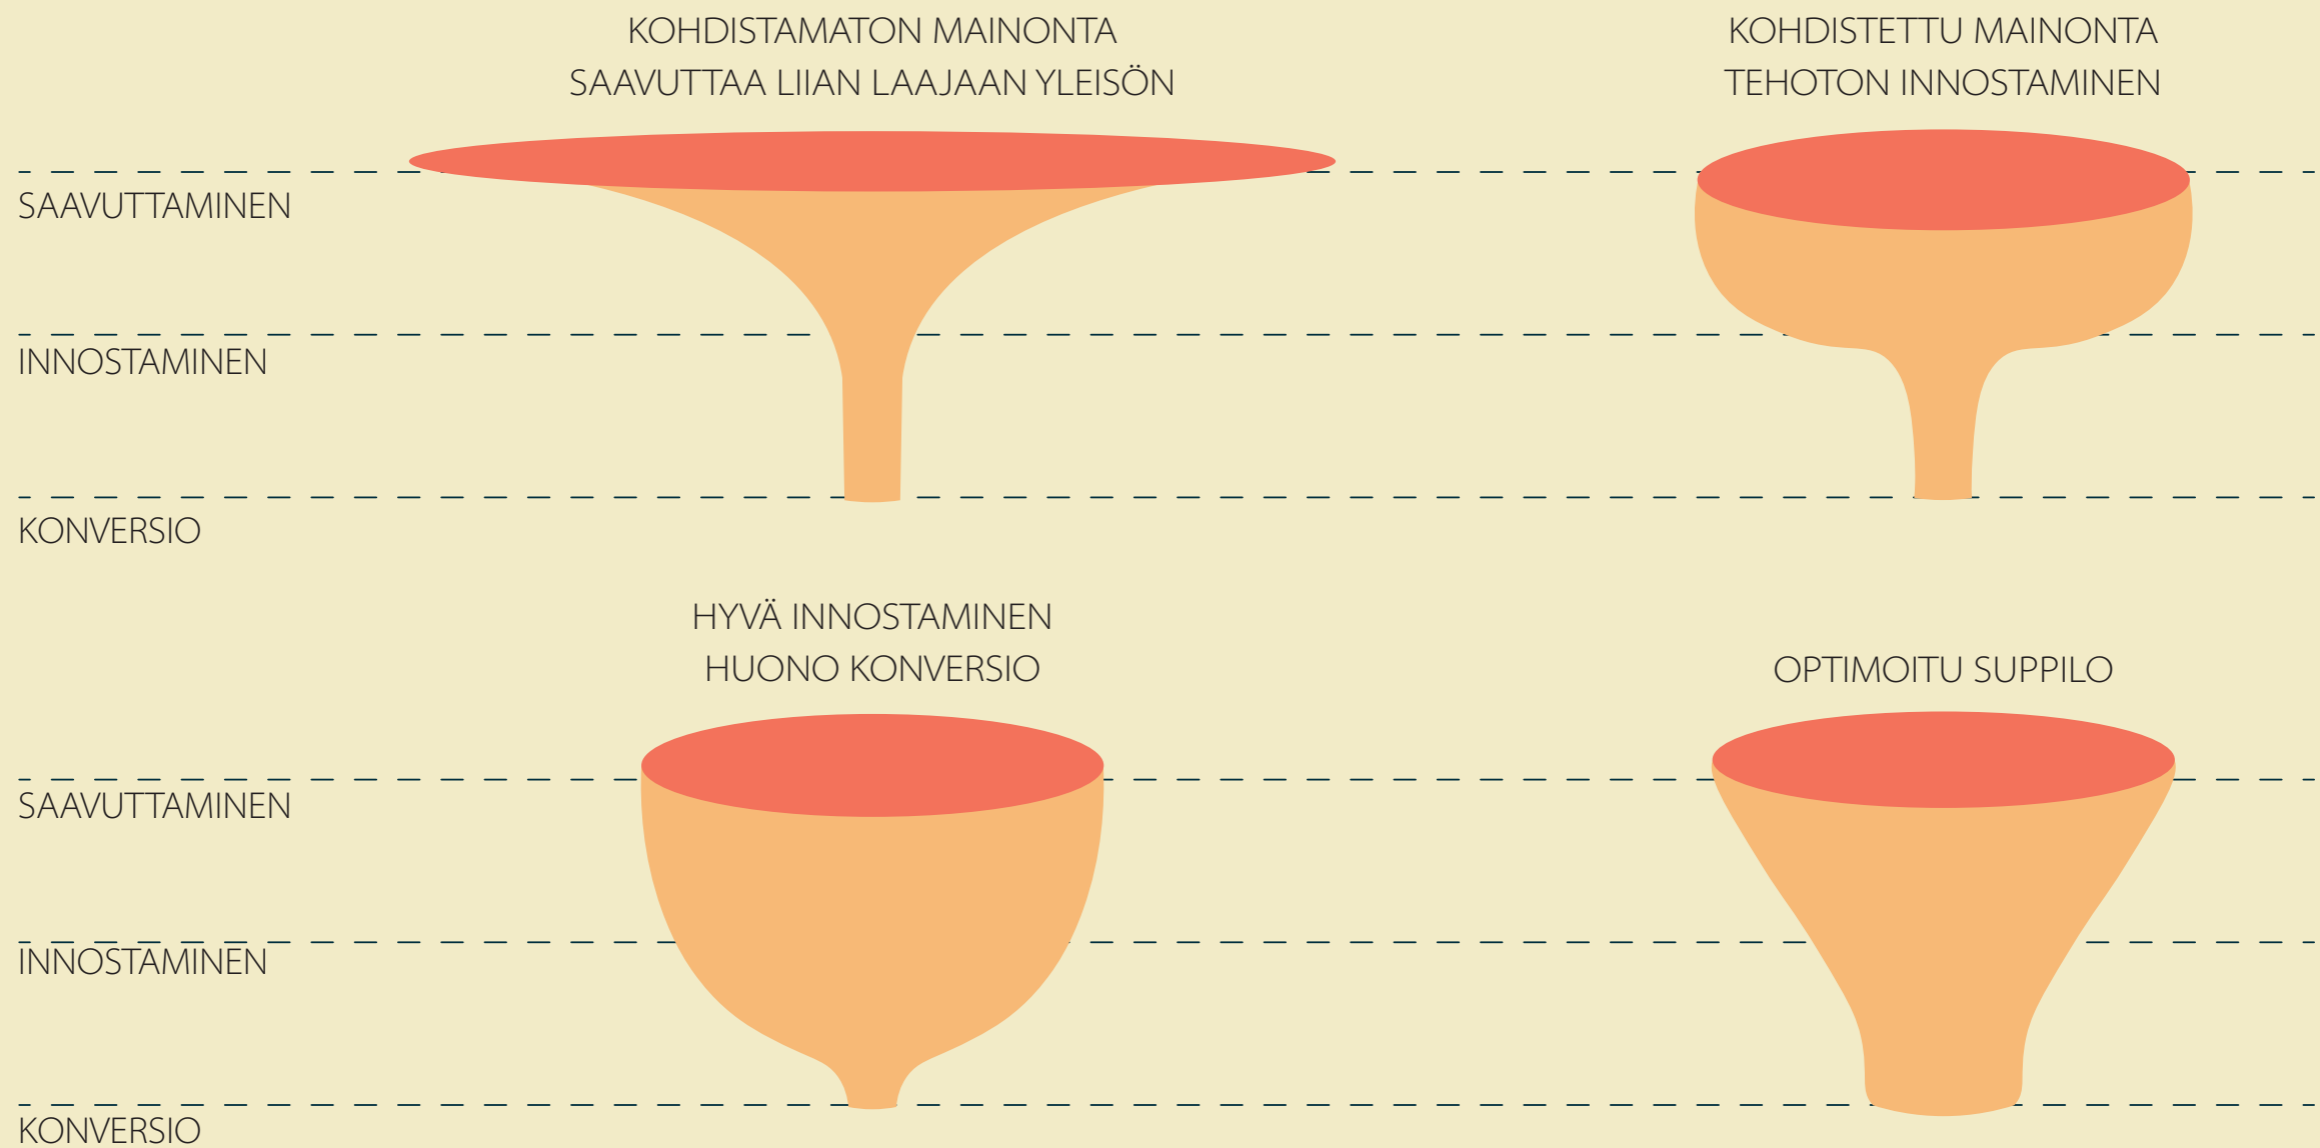 KOHDISTAMATON MAINONTA
SAAVUTTAA LIIAN LAAJAAN YLEISÖN
KOHDISTETTU MAINONTA
TEHOTON INNOSTAMINEN
SAAVUTTAMINEN
INNOSTAMINEN
KONVERSIO
HYVÄ INNOSTAMINEN
HUONO KONVERSIO
OPTIMOITU SUPPILO
SAAVUTTAMINEN
INNOSTAMINEN
KONVERSIO